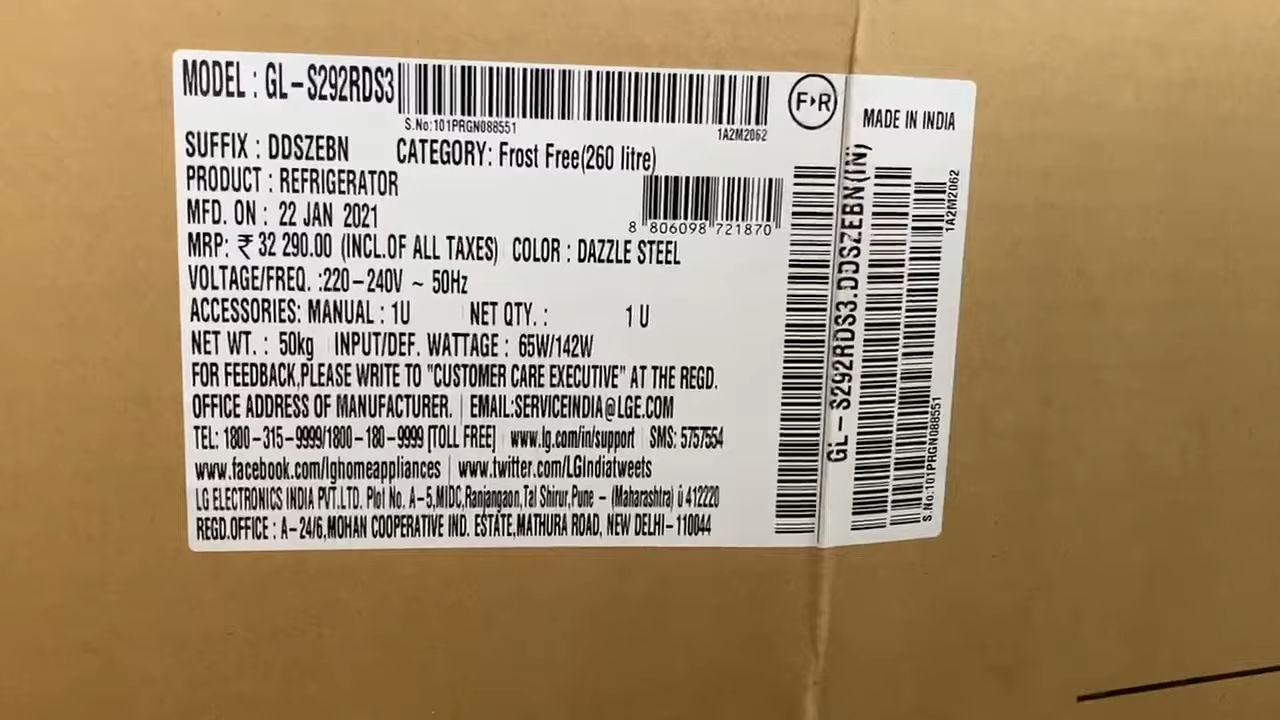 MODEL : GL-S292RDS3
S.No:101PRGN088551
1A2M2062
F▸R
MADE IN INDIA
SUFFIX : DDSZEBN
CATEGORY: Frost Free(260 litre)
PRODUCT : REFRIGERATOR
MFD. ON : 22 JAN 2021
8 806098 721870
MRP: ₹ 32 290.00 (INCL.OF ALL TAXES) COLOR : DAZZLE STEEL
VOLTAGE/FREQ. :220-240V ~ 50Hz
ACCESSORIES: MANUAL : 1U NET QTY. : 1 U
NET WT. : 50kg INPUT/DEF. WATTAGE : 65W/142W
FOR FEEDBACK,PLEASE WRITE TO "CUSTOMER CARE EXECUTIVE" AT THE REGD.
OFFICE ADDRESS OF MANUFACTURER. | EMAIL:SERVICEINDIA@LGE.COM
TEL: 1800-315-9999/1800-180-9999 [TOLL FREE] | www.lg.com/in/support | SMS: 5757554
www.facebook.com/lghomeappliances | www.twitter.com/LGIndiatweets
LG ELECTRONICS INDIA PVT.LTD. Plot No. A-5,MIDC,Ranjangaon,Tal Shirur,Pune - (Maharashtra) ú 412220
REGD.OFFICE : A-24/6,MOHAN COOPERATIVE IND. ESTATE,MATHURA ROAD, NEW DELHI-110044
GL-S292RDS3.DDSZEBN(IN)
1A2M2062
S.No:101PRGN088551